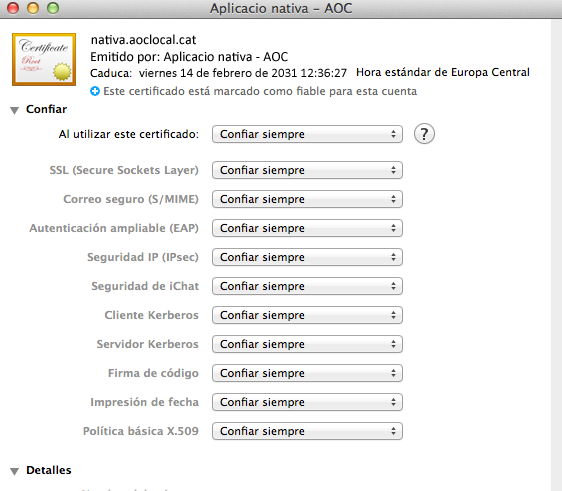 Aplicacio nativa – AOC
Certificate
Root
nativa.aoclocal.cat
Emitido por: Aplicacio nativa - AOC
Caduca: viernes 14 de febrero de 2031 12:36:27 Hora estándar de Europa Central
Este certificado está marcado como fiable para esta cuenta
Confiar
Al utilizar este certificado: Confiar siempre ?
SSL (Secure Sockets Layer) Confiar siempre
Correo seguro (S/MIME) Confiar siempre
Autenticación ampliable (EAP) Confiar siempre
Seguridad IP (IPsec) Confiar siempre
Seguridad de iChat Confiar siempre
Cliente Kerberos Confiar siempre
Servidor Kerberos Confiar siempre
Firma de código Confiar siempre
Impresión de fecha Confiar siempre
Política básica X.509 Confiar siempre
Detalles